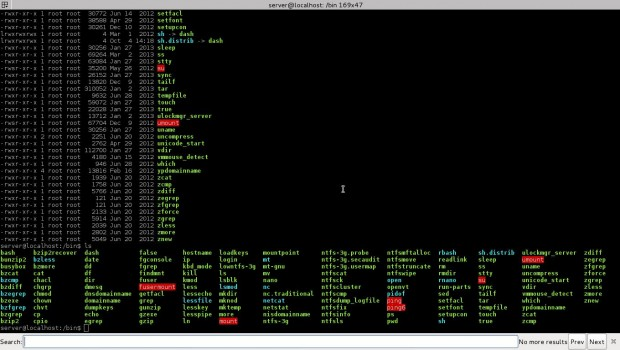 server@localhost: /bin 169x47
-rwxr-xr-x 1 root root 30772 Jun 14 2012 setfacl
-rwxr-xr-x 1 root root 38588 Apr 29 2012 setfont
-rwxr-xr-x 1 root root 30261 Dec 10 2012 setupcon
lrwxrwxrwx 1 root root 4 Mar 1 2012 sh -> dash
lrwxrwxrwx 1 root root 4 Oct 4 14:18 sh.distrib -> dash
-rwxr-xr-x 1 root root 30256 Jan 27 2013 sleep
-rwxr-xr-x 1 root root 69264 Mar 2 2013 ss
-rwxr-xr-x 1 root root 63084 Jan 27 2013 stty
-rwsr-xr-x 1 root root 35200 May 26 2012 su
-rwxr-xr-x 1 root root 26152 Jan 27 2013 sync
-rwxr-xr-x 1 root root 13820 Dec 9 2012 tailf
-rwxr-xr-x 1 root root 310052 Jan 2 2013 tar
-rwxr-xr-x 1 root root 9632 Jun 28 2012 tempfile
-rwxr-xr-x 1 root root 59072 Jan 27 2013 touch
-rwxr-xr-x 1 root root 22028 Jan 27 2013 true
-rwxr-xr-x 1 root root 13712 Jan 2 2013 ulockmgr_server
-rwsr-xr-x 1 root root 67704 Dec 9 2012 umount
-rwxr-xr-x 1 root root 30256 Jan 27 2013 uname
-rwxr-xr-x 2 root root 2251 Jun 20 2012 uncompress
-rwxr-xr-x 1 root root 2762 Apr 29 2012 unicode_start
-rwxr-xr-x 1 root root 112700 Jan 27 2013 vdir
-rwxr-xr-x 1 root root 4180 Jun 15 2012 vmmouse_detect
-rwxr-xr-x 1 root root 946 Jun 28 2012 which
-rwxr-xr-x 4 root root 13816 Feb 16 2012 ypdomainname
-rwxr-xr-x 1 root root 1939 Jun 20 2012 zcat
-rwxr-xr-x 1 root root 1758 Jun 20 2012 zcmp
-rwxr-xr-x 1 root root 5766 Jun 20 2012 zdiff
-rwxr-xr-x 1 root root 121 Jun 20 2012 zegrep
-rwxr-xr-x 1 root root 121 Jun 20 2012 zfgrep
-rwxr-xr-x 1 root root 2133 Jun 20 2012 zforce
-rwxr-xr-x 1 root root 5914 Jun 20 2012 zgrep
-rwxr-xr-x 1 root root 2039 Jun 20 2012 zless
-rwxr-xr-x 1 root root 2802 Jun 20 2012 zmore
-rwxr-xr-x 1 root root 5049 Jun 20 2012 znew
server@localhost:/bin$ ls
bash bzip2recover dash false hostname loadkeys mountpoint ntfs-3g.probe ntfsmftalloc rbash sh.distrib ulockmgr_server zdiff
bunzip2 bzless date fgconsole ip login mt ntfs-3g.secaudit ntfsmove readlink sleep umount zegrep
busybox bzmore dd fgrep kbd_mode lowntfs-3g mt-gnu ntfs-3g.usermap ntfstruncate rm ss uname zfgrep
bzcat cat df findmnt kill ls mv ntfscat ntfswipe rmdir stty uncompress zforce
bzcmp chacl dir fuser kmod lsblk nano ntfsck open rnano su unicode_start zgrep
bzdiff chgrp dmesg fusermount less lsmod nc ntfscluster openvt run-parts sync vdir zless
bzegrep chmod dnsdomainname getfacl lessecho mkdir nc.traditional ntfscmp pidof sed tailf vmmouse_detect zmore
bzexe chown domainname grep lessfile mknod netcat ntfsdump_logfile ping setfacl tar which znew
bzfgrep chvt dumpkeys gunzip lesskey mktemp netstat ntfsfix ping6 setfont tempfile ypdomainname
bzgrep cp echo gzexe lesspipe more nisdomainname ntfsinfo ps setupcon touch zcat
bzip2 cpio egrep gzip ln mount ntfs-3g ntfsls pwd sh true zcmp
server@localhost:/bin$
Search: No more results Prev Next